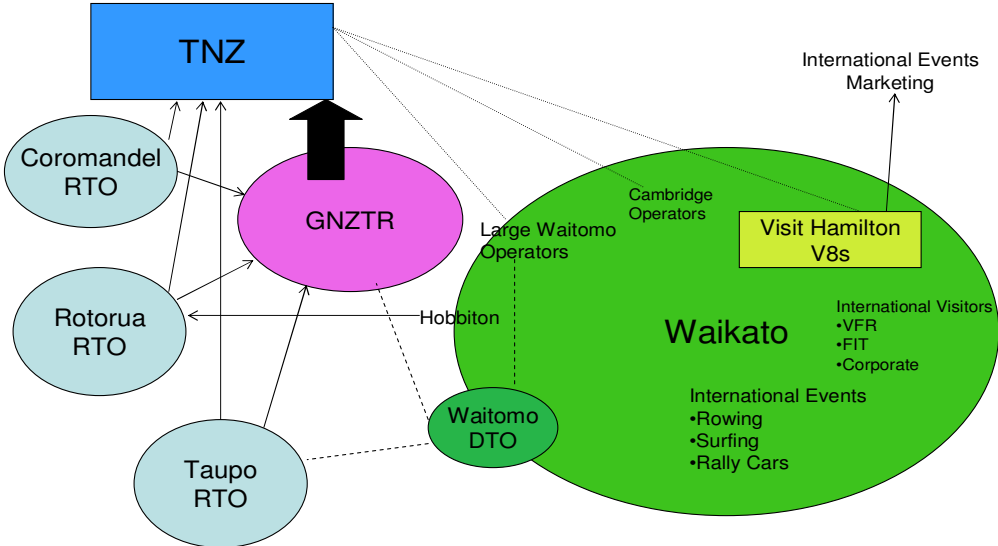 TNZ
International Events
Marketing
Coromandel
RTO
Cambridge
Operators
GNZTR
Large Waitomo
Operators
Visit Hamilton
V8s
Rotorua
RTO
Hobbiton
Waikato
International Visitors
•VFR
•FIT
•Corporate
International Events
•Rowing
•Surfing
•Rally Cars
Waitomo
DTO
Taupo
RTO